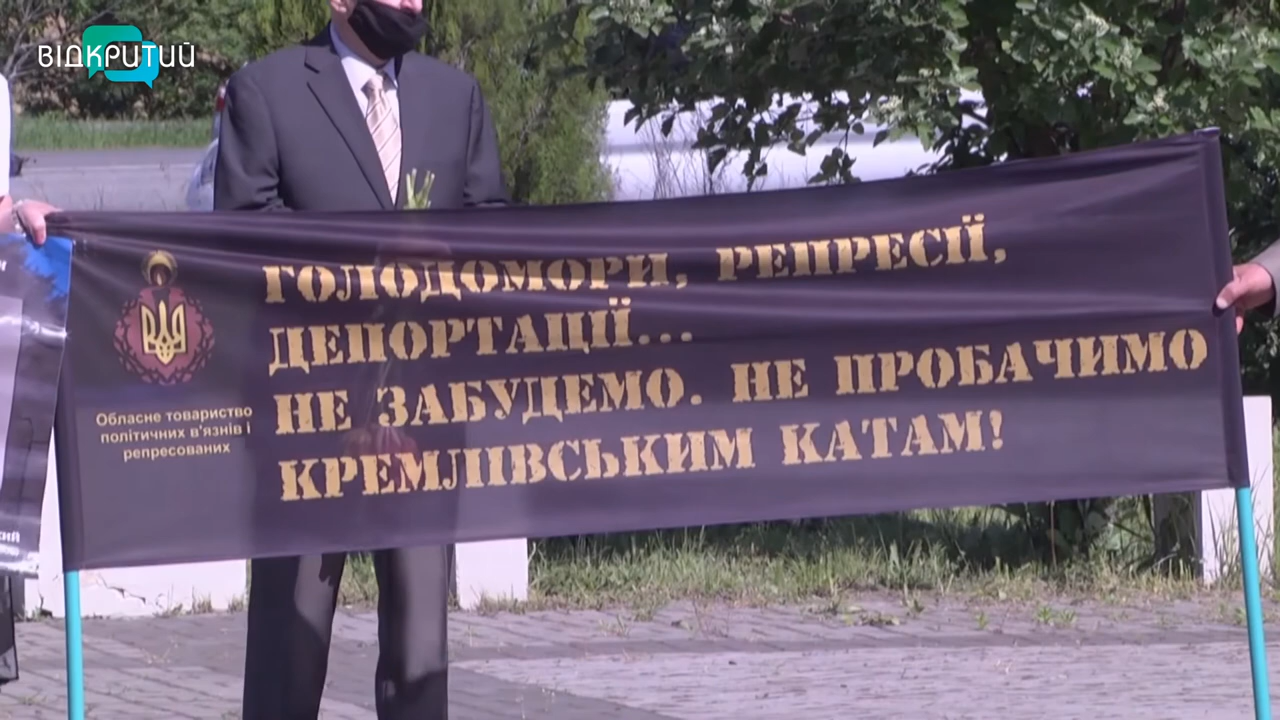 ВІДКРИТИЙ
ГОЛОДОМОРИ, РЕПРЕСІЇ,
ДЕПОРТАЦІЇ...
НЕ ЗАБУДЕМО. НЕ ПРОБАЧИМО
КРЕМЛІВСЬКИМ КАТАМ!
Обласне товариство
політичних в'язнів і
репресованих